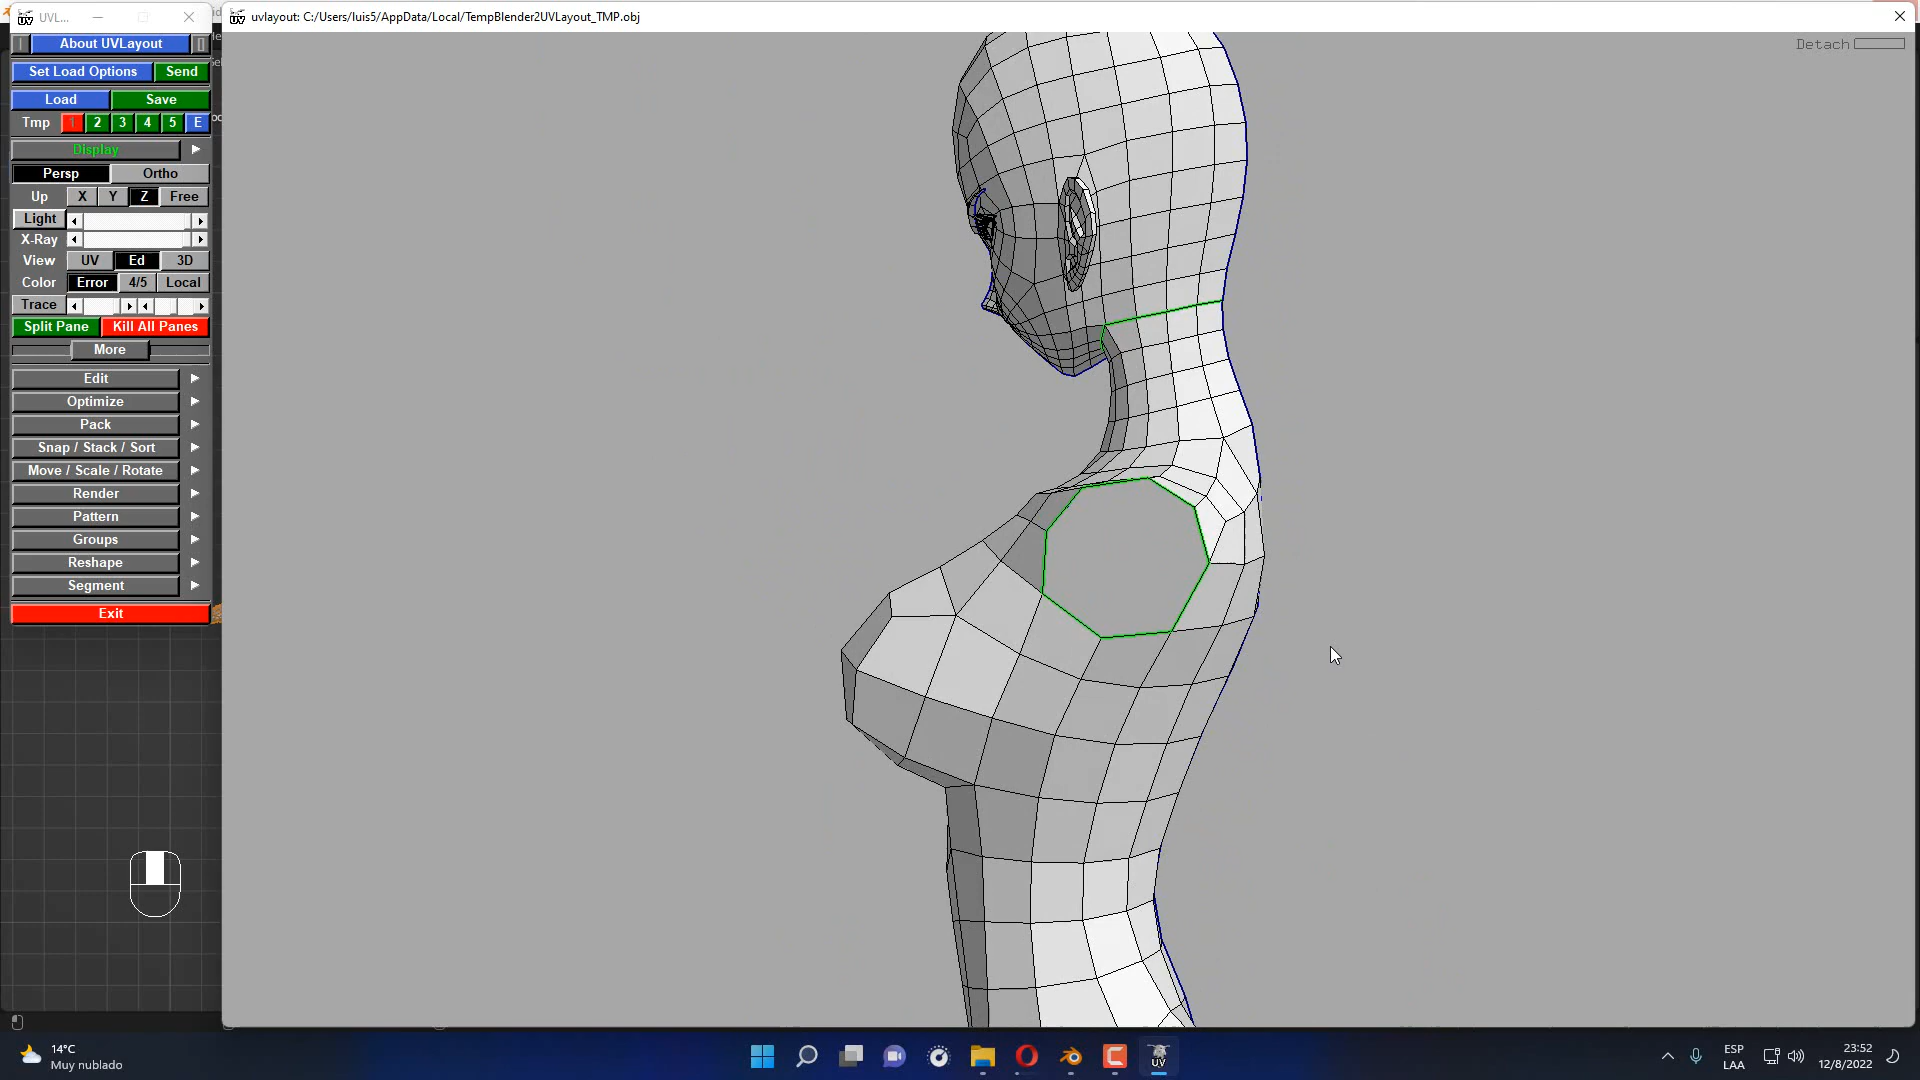 UVL...
uvlayout: C:/Users/luis5/AppData/Local/TempBlender2UVLayout_TMP.obj
About UVLayout
Detach
Set Load Options
Send
Load
Save
Tmp 1 2 3 4 5 E
Display
Persp
Ortho
Up X Y Z Free
Light
X-Ray
View UV Ed 3D
Color Error 4/5 Local
Trace
Split Pane
Kill All Panes
More
Edit
Optimize
Pack
Snap / Stack / Sort
Move / Scale / Rotate
Render
Pattern
Groups
Reshape
Segment
Exit
14°C
Muy nublado
UV
ESP
LAA
23:52
12/8/2022